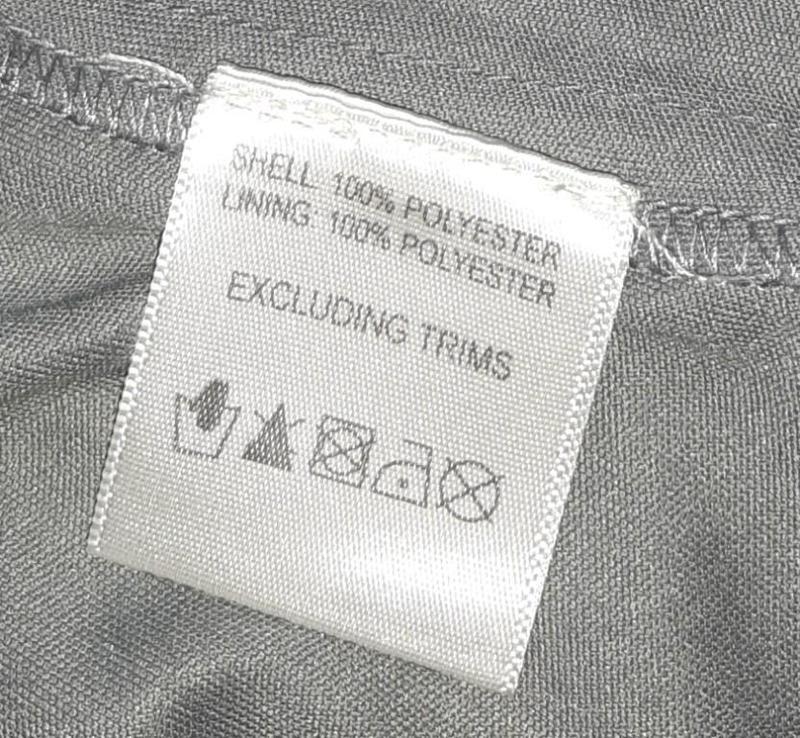 SHELL 100% POLYESTER
LINING 100% POLYESTER
EXCLUDING TRIMS